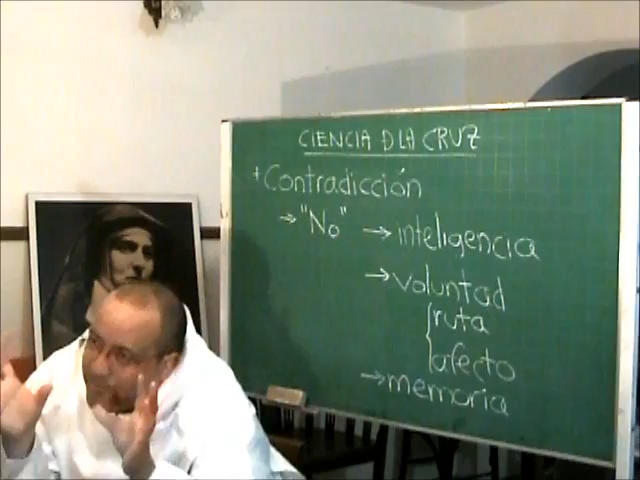 CIENCIA D LA CRUZ
+ Contradicción
→ "No" → inteligencia
→ voluntad
{ ruta
afecto
→ memoria